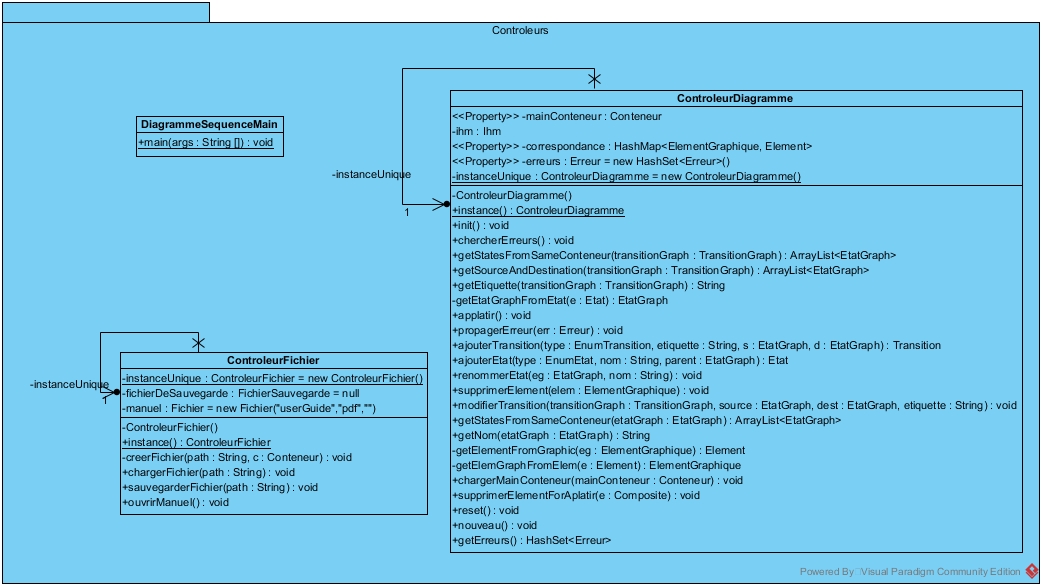 Controleurs
DiagrammeSequenceMain
+main(args : String []) : void
-instanceUnique
1
ControleurDiagramme
<<Property>> -mainConteneur : Conteneur
-ihm : Ihm
<<Property>> -correspondance : HashMap<ElementGraphique, Element>
<<Property>> -erreurs : Erreur = new HashSet<Erreur>()
-instanceUnique : ControleurDiagramme = new ControleurDiagramme()
-ControleurDiagramme()
+instance() : ControleurDiagramme
+init() : void
+chercherErreurs() : void
+getStatesFromSameConteneur(transitionGraph : TransitionGraph) : ArrayList<EtatGraph>
+getSourceAndDestination(transitionGraph : TransitionGraph) : ArrayList<EtatGraph>
+getEtiquette(transitionGraph : TransitionGraph) : String
-getEtatGraphFromEtat(e : Etat) : EtatGraph
+applatir() : void
+propagerErreur(err : Erreur) : void
+ajouterTransition(type : EnumTransition, etiquette : String, s : EtatGraph, d : EtatGraph) : Transition
+ajouterEtat(type : EnumEtat, nom : String, parent : EtatGraph) : Etat
+renommerEtat(eg : EtatGraph, nom : String) : void
+supprimerElement(elem : ElementGraphique) : void
+modifierTransition(transitionGraph : TransitionGraph, source : EtatGraph, dest : EtatGraph, etiquette : String) : void
+getStatesFromSameConteneur(etatGraph : EtatGraph) : ArrayList<EtatGraph>
+getNom(etatGraph : EtatGraph) : String
-getElementFromGraphic(eg : ElementGraphique) : Element
-getElemGraphFromElem(e : Element) : ElementGraphique
+chargerMainConteneur(mainConteneur : Conteneur) : void
+supprimerElementForAplatir(e : Composite) : void
+reset() : void
+nouveau() : void
+getErreurs() : HashSet<Erreur>
-instanceUnique
1
ControleurFichier
-instanceUnique : ControleurFichier = new ControleurFichier()
-fichierDeSauvegarde : FichierSauvegarde = null
-manuel : Fichier = new Fichier("userGuide","pdf","")
-ControleurFichier()
+instance() : ControleurFichier
-creerFichier(path : String, c : Conteneur) : void
+chargerFichier(path : String) : void
+sauvegarderFichier(path : String) : void
+ouvrirManuel() : void
Powered By Visual Paradigm Community Edition